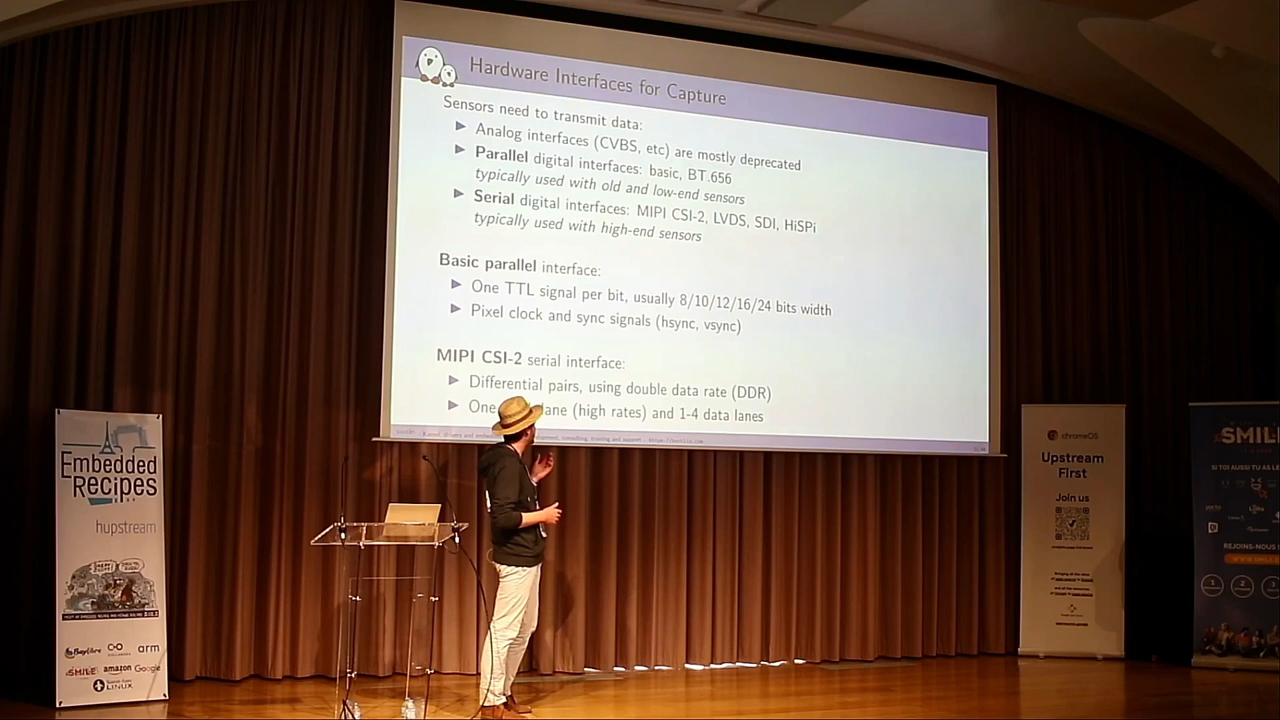 Hardware Interfaces for Capture
Sensors need to transmit data:
Analog interfaces (CVBS, etc) are mostly deprecated
Parallel digital interfaces: basic, BT.656
typically used with old and low-end sensors
Serial digital interfaces: MIPI CSI-2, LVDS, SDI, HiSPi
typically used with high-end sensors
Basic parallel interface:
One TTL signal per bit, usually 8/10/12/16/24 bits width
Pixel clock and sync signals (hsync, vsync)
MIPI CSI-2 serial interface:
Differential pairs, using double data rate (DDR)
One lane (high rates) and 1-4 data lanes
Embedded
Recipes
hupstream
BayLibre
arm
SMILE amazon Google
LINUX
chromeOS
Upstream
First
Join us
SMIL
REJOINS-NOUS